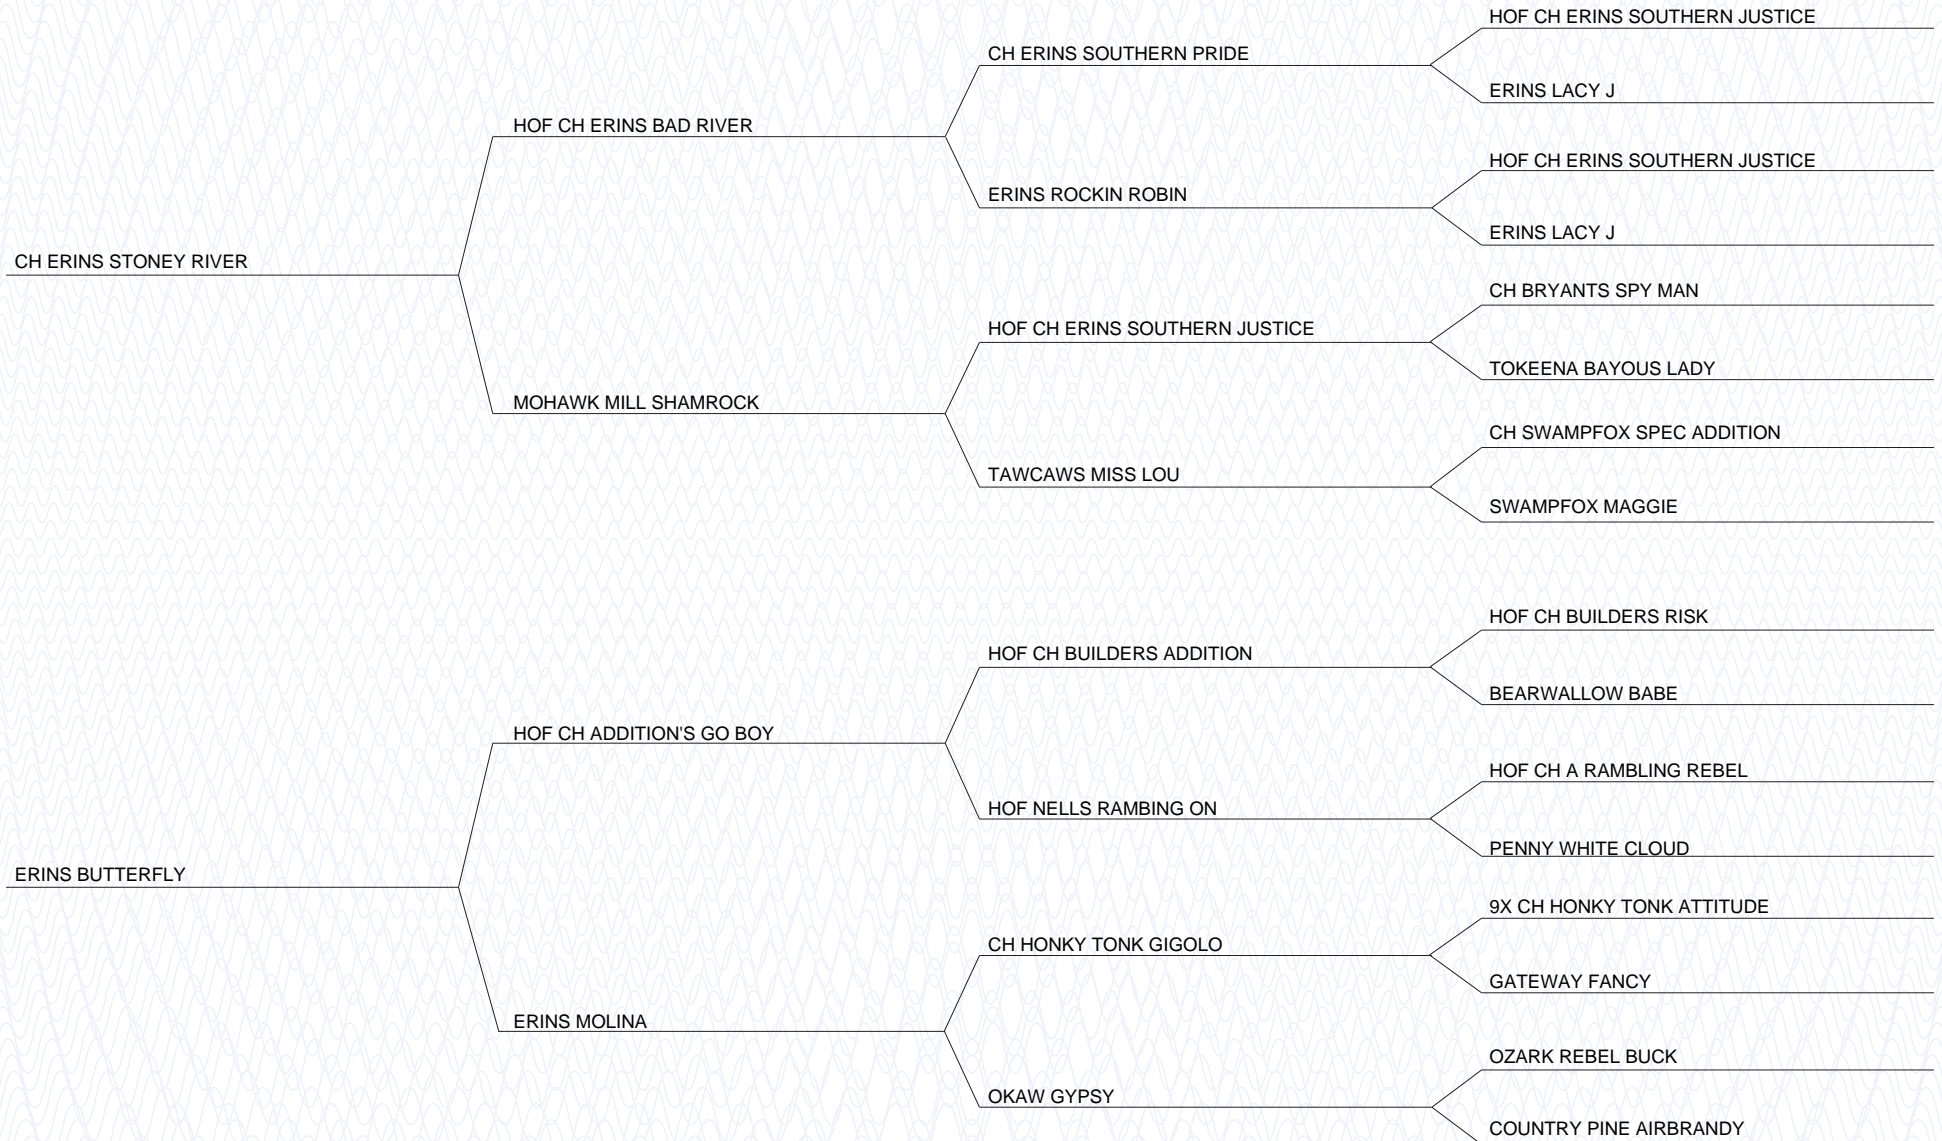 HOF CH ERINS SOUTHERN JUSTICE
CH ERINS SOUTHERN PRIDE
ERINS LACY J
HOF CH ERINS BAD RIVER
HOF CH ERINS SOUTHERN JUSTICE
ERINS ROCKIN ROBIN
ERINS LACY J
CH ERINS STONEY RIVER
CH BRYANTS SPY MAN
HOF CH ERINS SOUTHERN JUSTICE
TOKEENA BAYOUS LADY
MOHAWK MILL SHAMROCK
CH SWAMPFOX SPEC ADDITION
TAWCAWS MISS LOU
SWAMPFOX MAGGIE
HOF CH BUILDERS RISK
HOF CH BUILDERS ADDITION
BEARWALLOW BABE
HOF CH ADDITION'S GO BOY
HOF CH A RAMBLING REBEL
HOF NELLS RAMBING ON
PENNY WHITE CLOUD
ERINS BUTTERFLY
9X CH HONKY TONK ATTITUDE
CH HONKY TONK GIGOLO
GATEWAY FANCY
ERINS MOLINA
OZARK REBEL BUCK
OKAW GYPSY
COUNTRY PINE AIRBRANDY